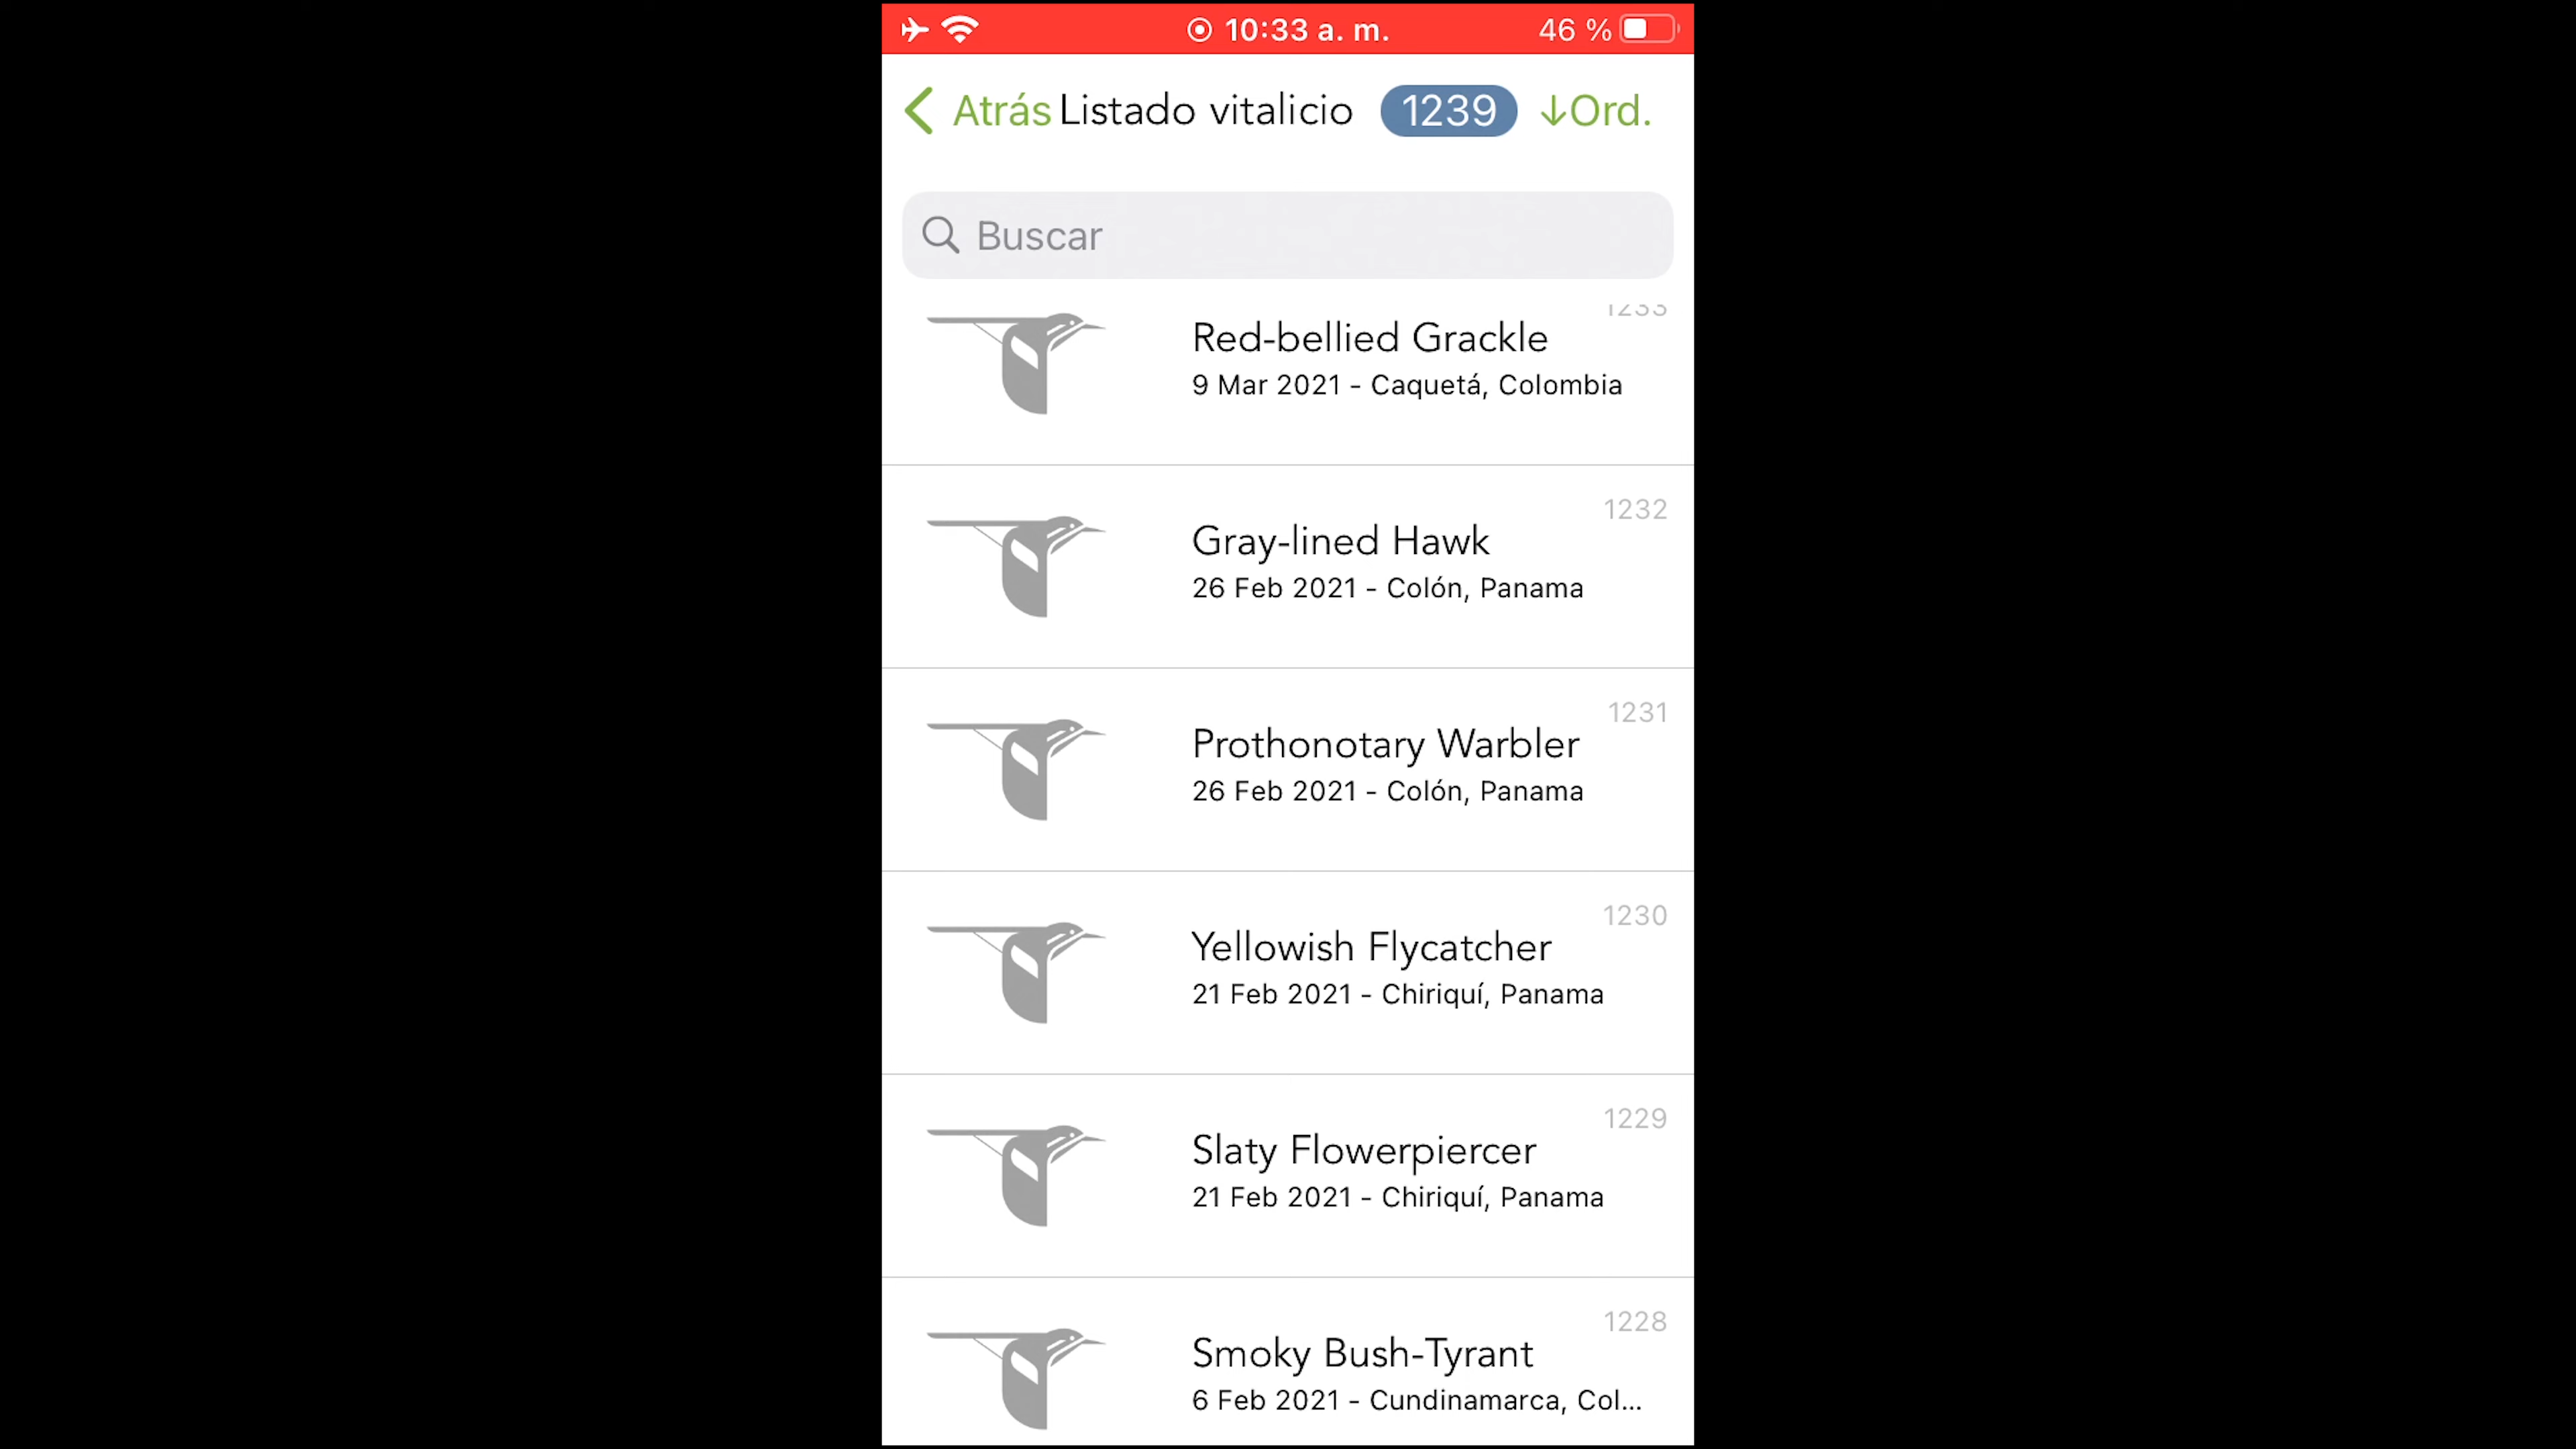 10:33 a. m.
46 %
Atrás Listado vitalicio 1239 ↓Ord.
Buscar
1233
Red-bellied Grackle
9 Mar 2021 - Caquetá, Colombia
1232
Gray-lined Hawk
26 Feb 2021 - Colón, Panama
1231
Prothonotary Warbler
26 Feb 2021 - Colón, Panama
1230
Yellowish Flycatcher
21 Feb 2021 - Chiriquí, Panama
1229
Slaty Flowerpiercer
21 Feb 2021 - Chiriquí, Panama
1228
Smoky Bush-Tyrant
6 Feb 2021 - Cundinamarca, Col...